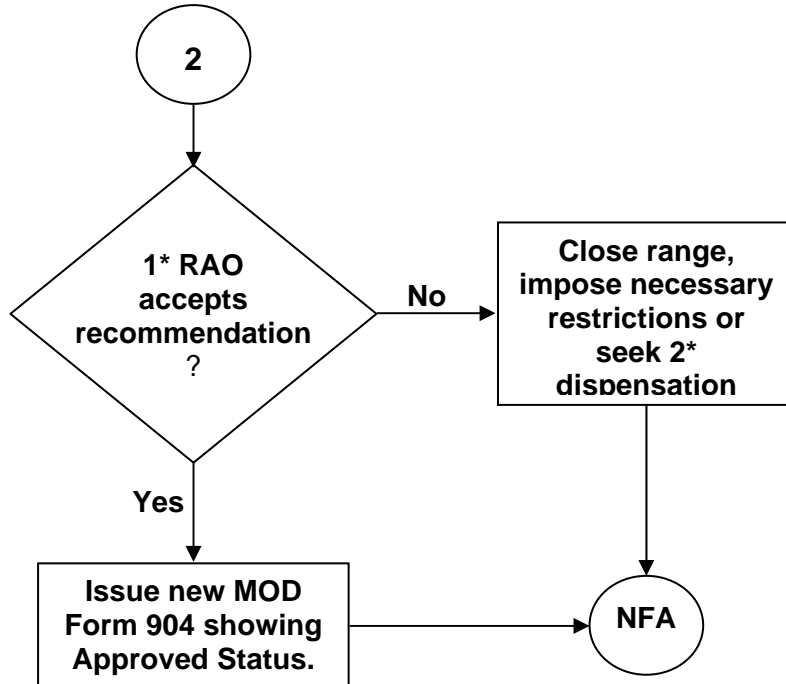 2
1* RAO
accepts
recommendation
?
No
Close range,
impose necessary
restrictions or
seek 2*
dispensation
Yes
Issue new MOD
Form 904 showing
Approved Status.
NFA